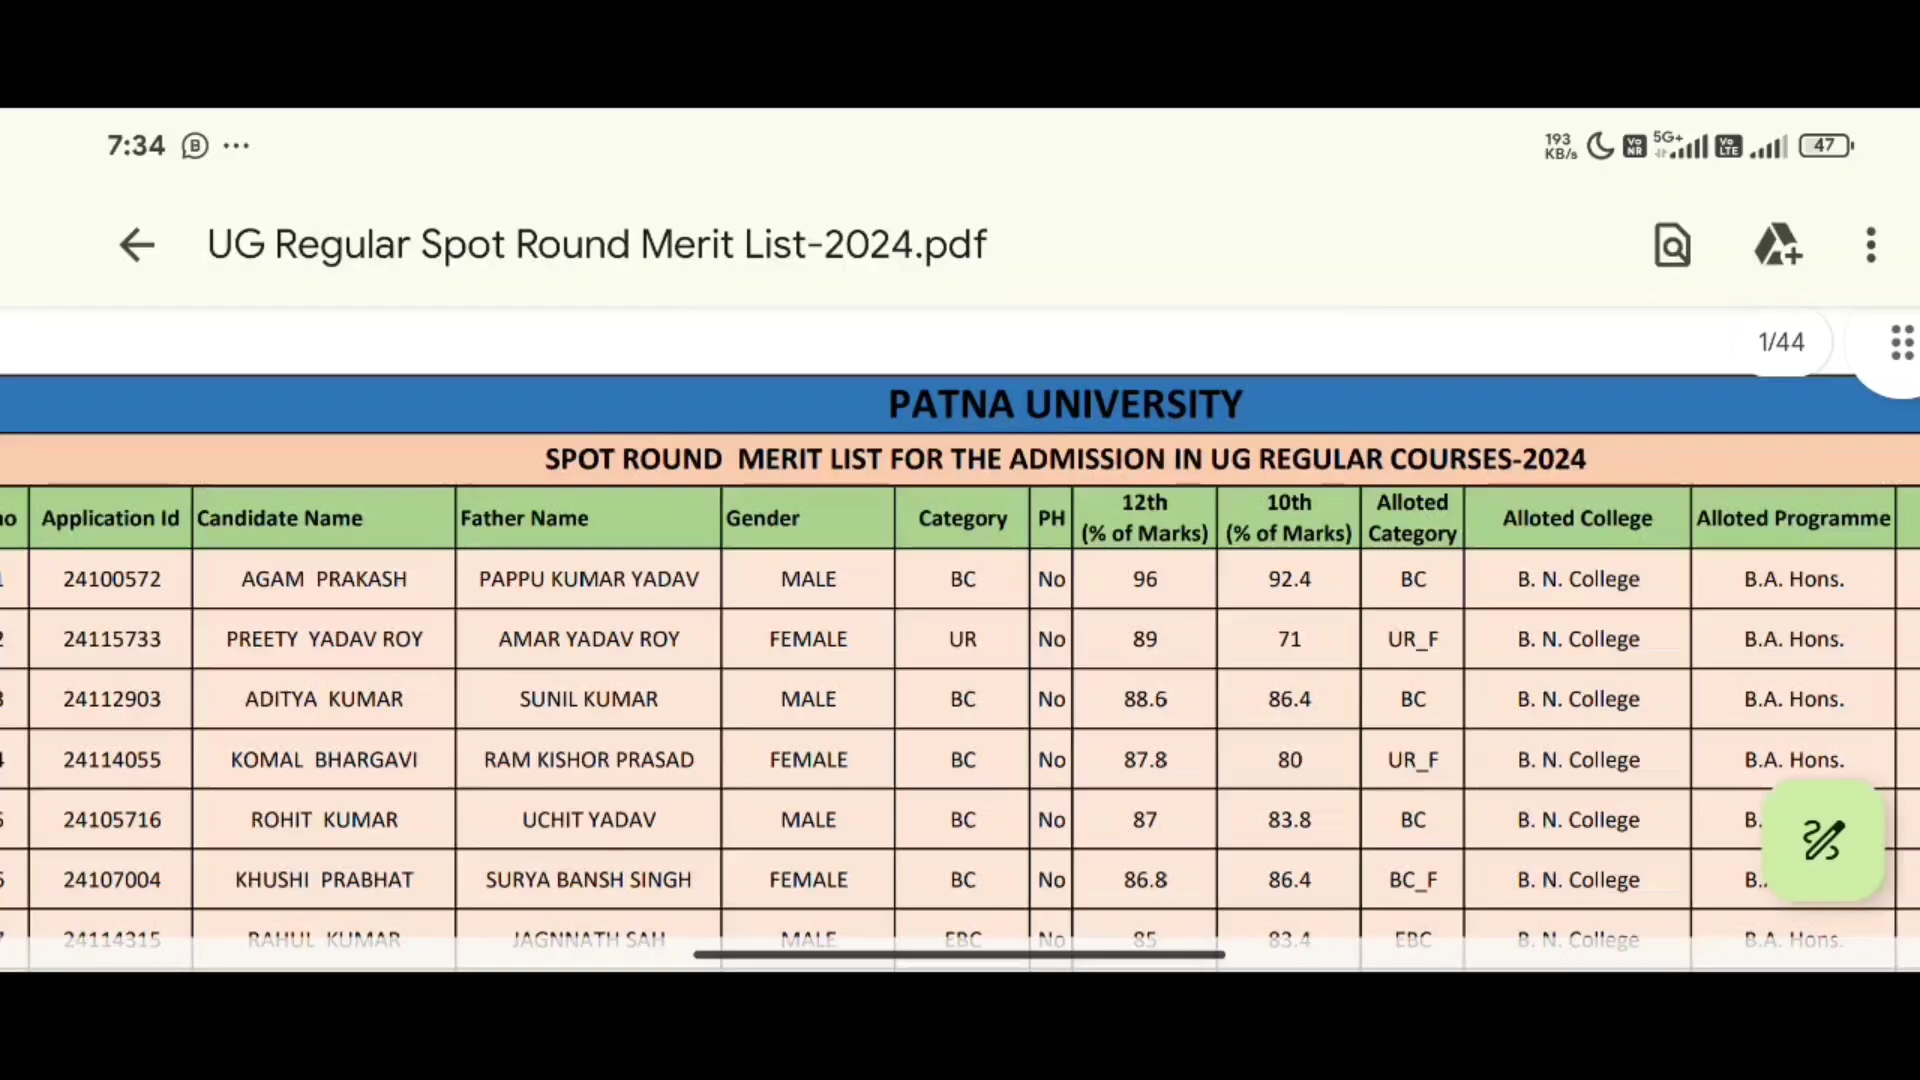 7:34 B ... 193 KB/s Vo NR 5G+ Vo LTE 47
UG Regular Spot Round Merit List-2024.pdf
1/44
PATNA UNIVERSITY
SPOT ROUND MERIT LIST FOR THE ADMISSION IN UG REGULAR COURSES-2024
Application Id Candidate Name Father Name Gender Category PH 12th (% of Marks) 10th (% of Marks) Alloted Category Alloted College Alloted Programme
24100572 AGAM PRAKASH PAPPU KUMAR YADAV MALE BC No 96 92.4 BC B. N. College B.A. Hons.
24115733 PREETY YADAV ROY AMAR YADAV ROY FEMALE UR No 89 71 UR_F B. N. College B.A. Hons.
24112903 ADITYA KUMAR SUNIL KUMAR MALE BC No 88.6 86.4 BC B. N. College B.A. Hons.
24114055 KOMAL BHARGAVI RAM KISHOR PRASAD FEMALE BC No 87.8 80 UR_F B. N. College B.A. Hons.
24105716 ROHIT KUMAR UCHIT YADAV MALE BC No 87 83.8 BC B. N. College B.
24107004 KHUSHI PRABHAT SURYA BANSH SINGH FEMALE BC No 86.8 86.4 BC_F B. N. College B.
24114315 RAHUL KUMAR JAGNNATH SAH MALE EBC No 85 83.4 EBC B. N. College B.A. Hons.